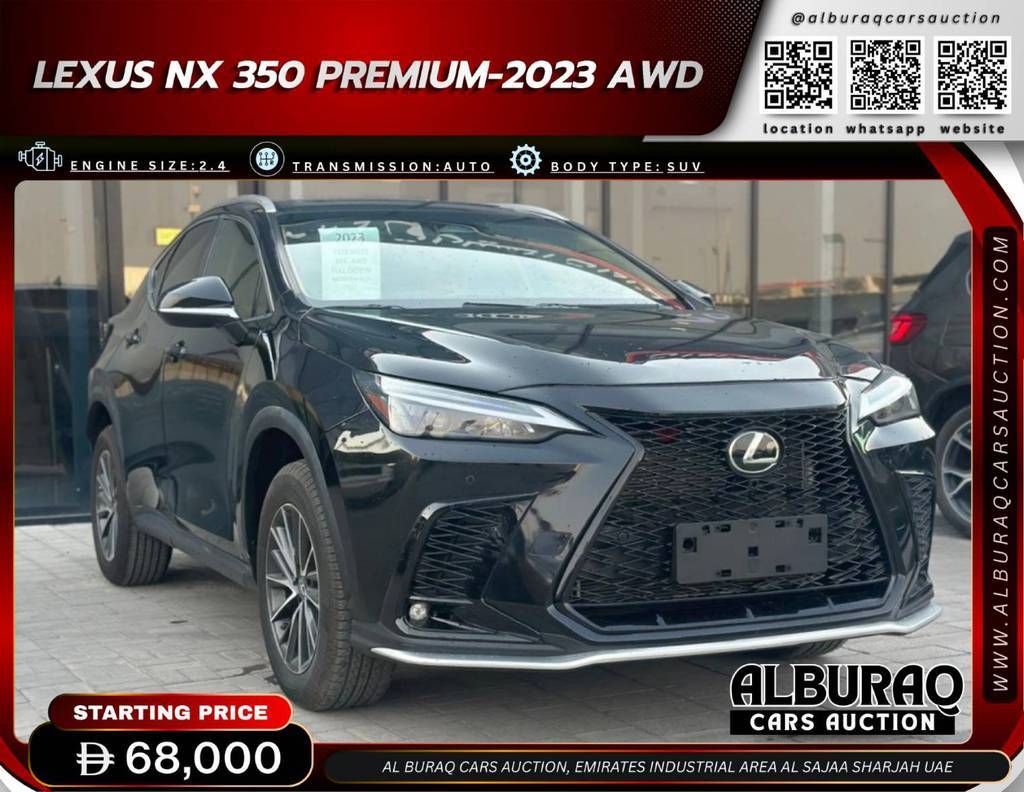 @alburaqcarsauction
LEXUS NX 350 PREMIUM-2023 AWD
location whatsapp website
ENGINE SIZE:2.4 TRANSMISSION:AUTO BODY TYPE: SUV
2023
WWW.ALBURAQCARSAUCTION.COM
ALBURAQ
CARS AUCTION
STARTING PRICE
68,000
AL BURAQ CARS AUCTION, EMIRATES INDUSTRIAL AREA AL SAJAA SHARJAH UAE